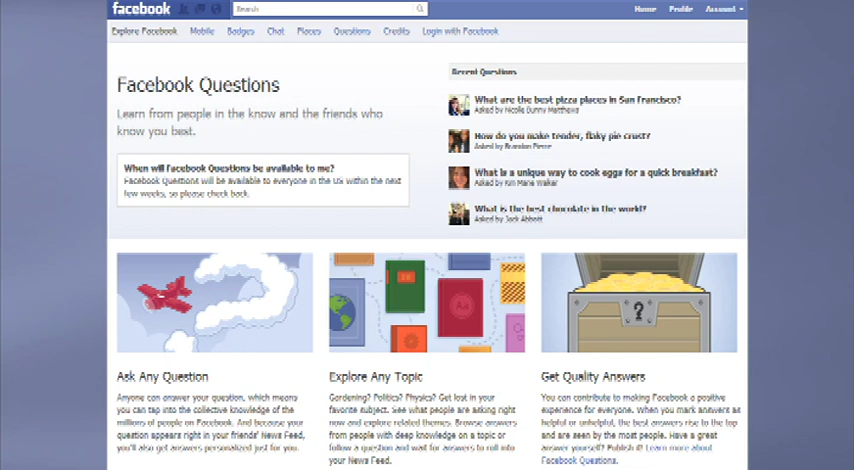 facebook
Search
Home Profile Account
Explore Facebook Mobile Badges Chat Places Questions Credits Login with Facebook
Facebook Questions
Learn from people in the know and the friends who
know you best.
When will Facebook Questions be available to me?
Facebook Questions will be available to everyone in the US within the next
few weeks, so please check back.
Recent Questions
What are the best pizza places in San Francisco?
Asked by Nicole Dunny Matthews
How do you make tender, flaky pie crust?
Asked by Brandon Pierce
What is a unique way to cook eggs for a quick breakfast?
Asked by Kim Marie Walker
What is the best chocolate in the world?
Asked by Jack Abbott
?
Ask Any Question
Anyone can answer your question, which means
you can tap into the collective knowledge of the
millions of people on Facebook. And because your
question appears right in your friends' News Feed,
you'll also get answers personalized just for you.
Explore Any Topic
Gardening? Politics? Physics? Get lost in your
favorite subject. See what people are asking right
now and explore related themes. Browse answers
from people with deep knowledge on a topic or
follow a question and wait for answers to roll into
your News Feed.
Get Quality Answers
You can contribute to making Facebook a positive
experience for everyone. When you mark answers as
helpful or unhelpful, the best answers rise to the top
and are seen by the most people. Have a great
answer yourself? Publish it! Learn more about
Facebook Questions.